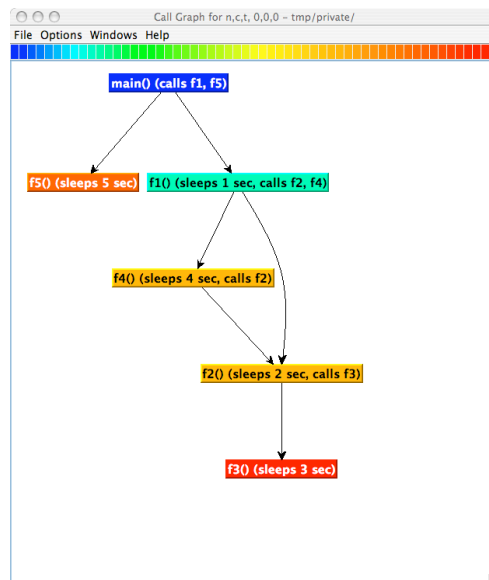 Call Graph for n,c,t, 0,0,0 – tmp/private/
File Options Windows Help
main() (calls f1, f5)
f5() (sleeps 5 sec)
f1() (sleeps 1 sec, calls f2, f4)
f4() (sleeps 4 sec, calls f2)
f2() (sleeps 2 sec, calls f3)
f3() (sleeps 3 sec)